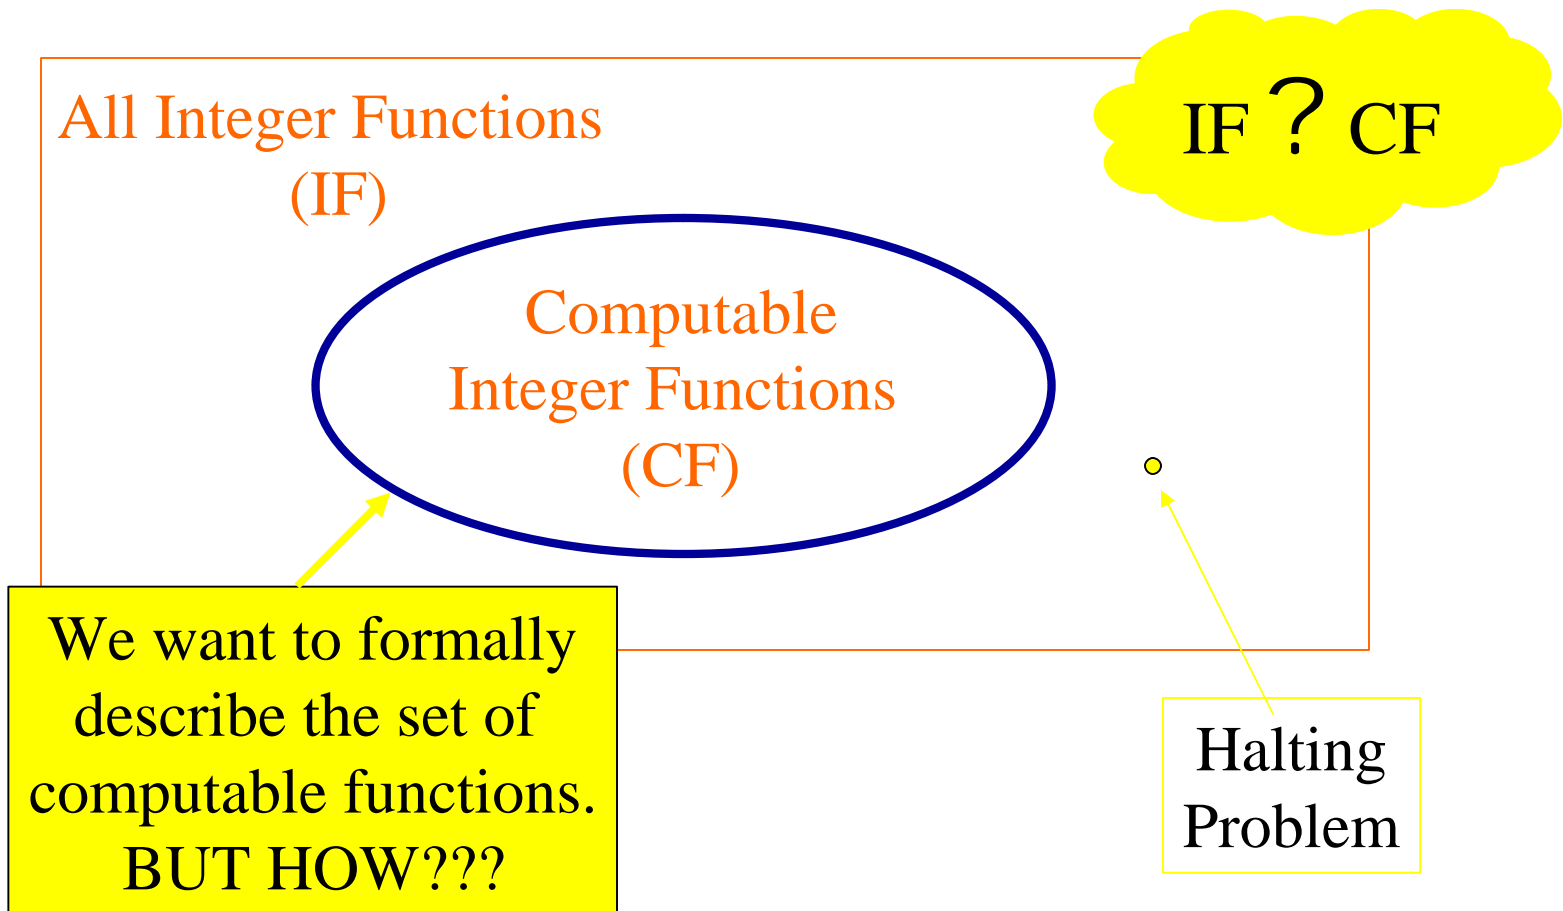 All Integer Functions
(IF)
IF ? CF
Computable
Integer Functions
(CF)
We want to formally
describe the set of
computable functions.
BUT HOW???
Halting
Problem